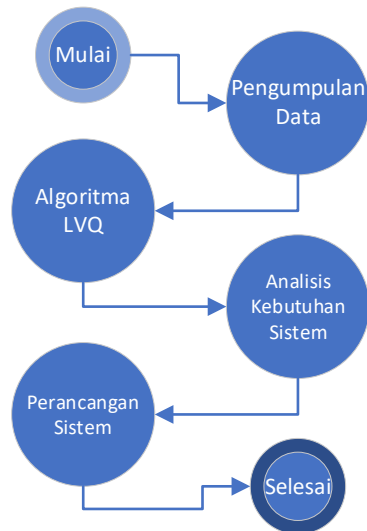 Mulai
Pengumpulan
Data
Algoritma
LVQ
Analisis
Kebutuhan
Sistem
Perancangan
Sistem
Selesai